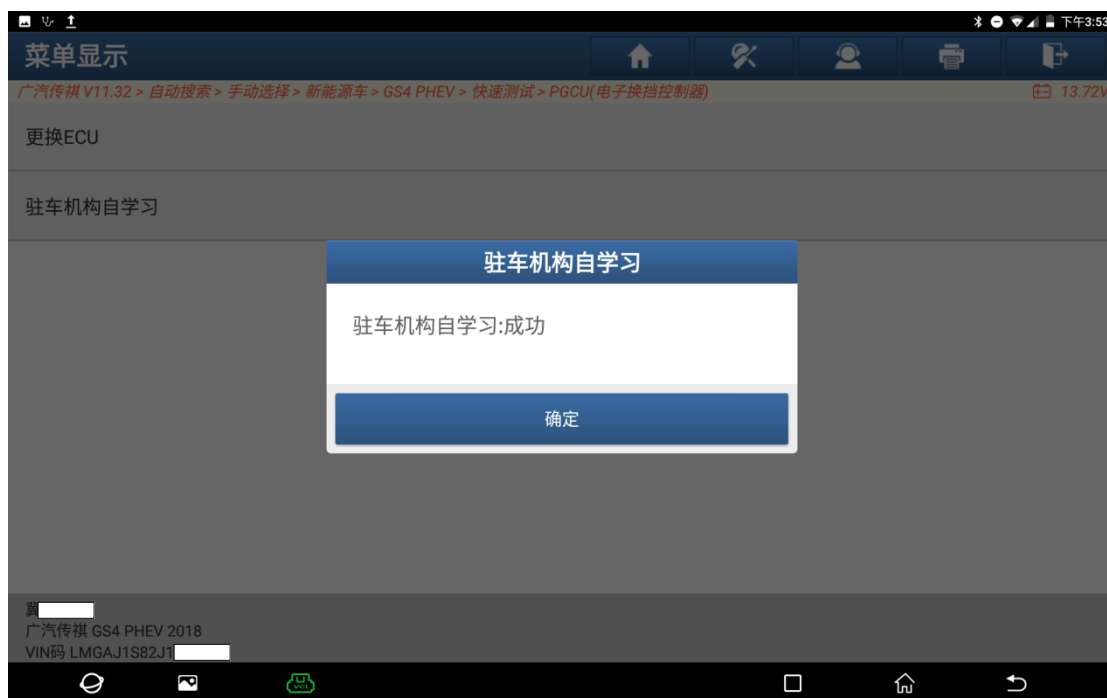 下午3:53
菜单显示
广汽传祺 V11.32 > 自动搜索 > 手动选择 > 新能源车 > GS4 PHEV > 快速测试 > PGCU(电子换挡控制器)
13.72V
更换ECU
驻车机构自学习
驻车机构自学习
驻车机构自学习:成功
确定
冀
广汽传祺 GS4 PHEV 2018
VIN码 LMGAJ1S82J1
VCI